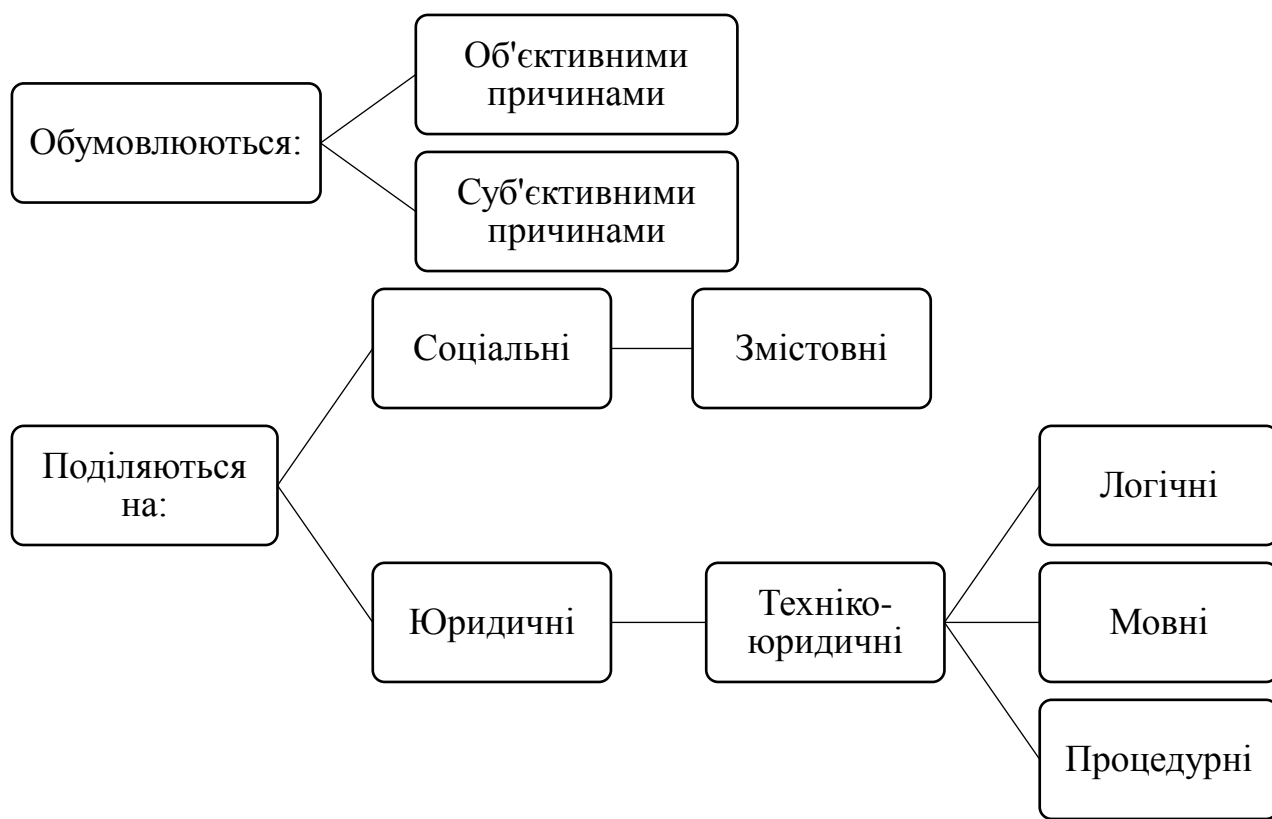 Об'єктивними
причинами
Обумовлюються:
Суб'єктивними
причинами
Соціальні
Змістовні
Поділяються
на:
Логічні
Юридичні
Техніко-
юридичні
Мовні
Процедурні